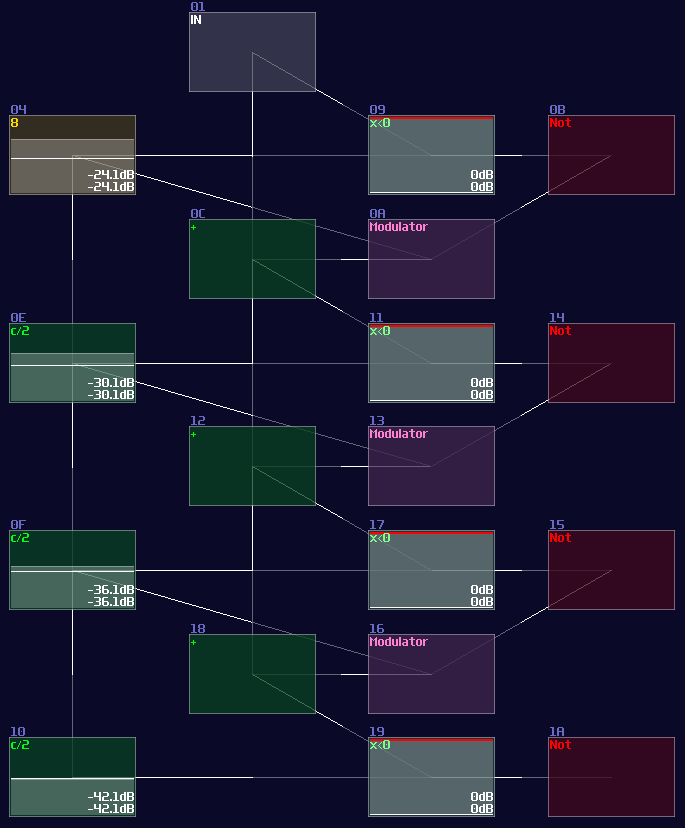 01
IN
04
8
-24.1dB
-24.1dB
09
x<0
0dB
0dB
0B
Not
0C
+
0A
Modulator
0E
c/2
-30.1dB
-30.1dB
11
x<0
0dB
0dB
14
Not
12
+
13
Modulator
0F
c/2
-36.1dB
-36.1dB
17
x<0
0dB
0dB
15
Not
18
+
16
Modulator
10
c/2
-42.1dB
-42.1dB
19
x<0
0dB
0dB
1A
Not